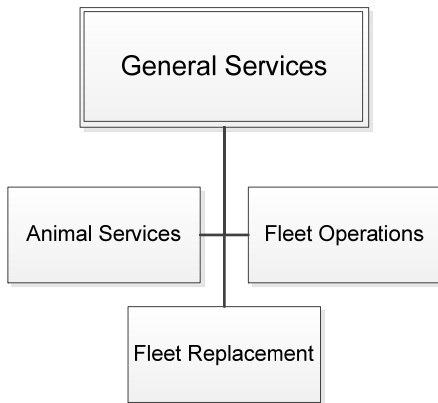 General Services
Animal Services
Fleet Operations
Fleet Replacement